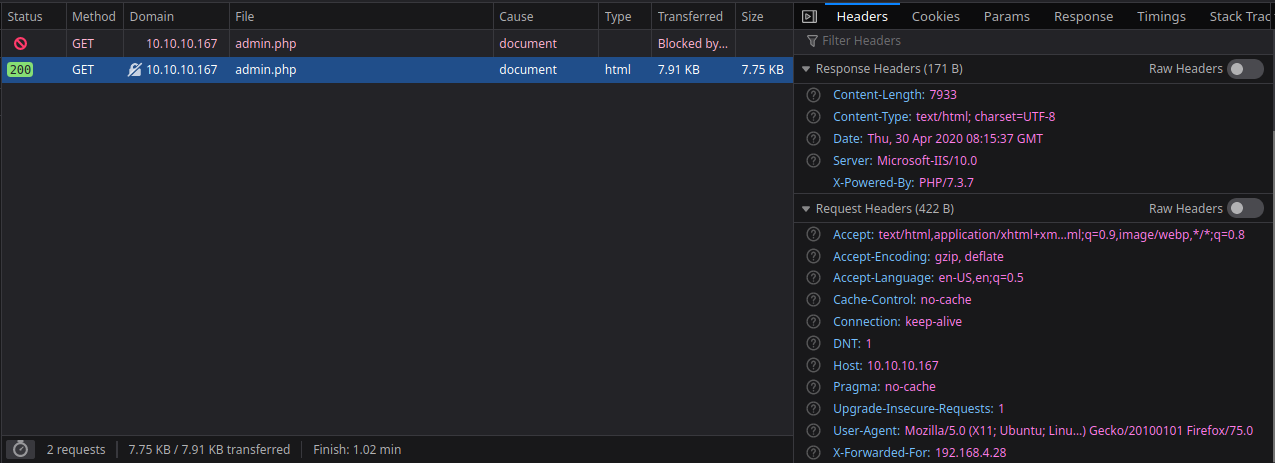 Status Method Domain File Cause Type Transferred Size
GET 10.10.10.167 admin.php document Blocked by...
200 GET 10.10.10.167 admin.php document html 7.91 KB 7.75 KB
2 requests 7.75 KB / 7.91 KB transferred Finish: 1.02 min
Headers Cookies Params Response Timings Stack Trac
Filter Headers
Response Headers (171 B) Raw Headers
Content-Length: 7933
Content-Type: text/html; charset=UTF-8
Date: Thu, 30 Apr 2020 08:15:37 GMT
Server: Microsoft-IIS/10.0
X-Powered-By: PHP/7.3.7
Request Headers (422 B) Raw Headers
Accept: text/html,application/xhtml+xm...ml;q=0.9,image/webp,*/*;q=0.8
Accept-Encoding: gzip, deflate
Accept-Language: en-US,en;q=0.5
Cache-Control: no-cache
Connection: keep-alive
DNT: 1
Host: 10.10.10.167
Pragma: no-cache
Upgrade-Insecure-Requests: 1
User-Agent: Mozilla/5.0 (X11; Ubuntu; Linu...) Gecko/20100101 Firefox/75.0
X-Forwarded-For: 192.168.4.28